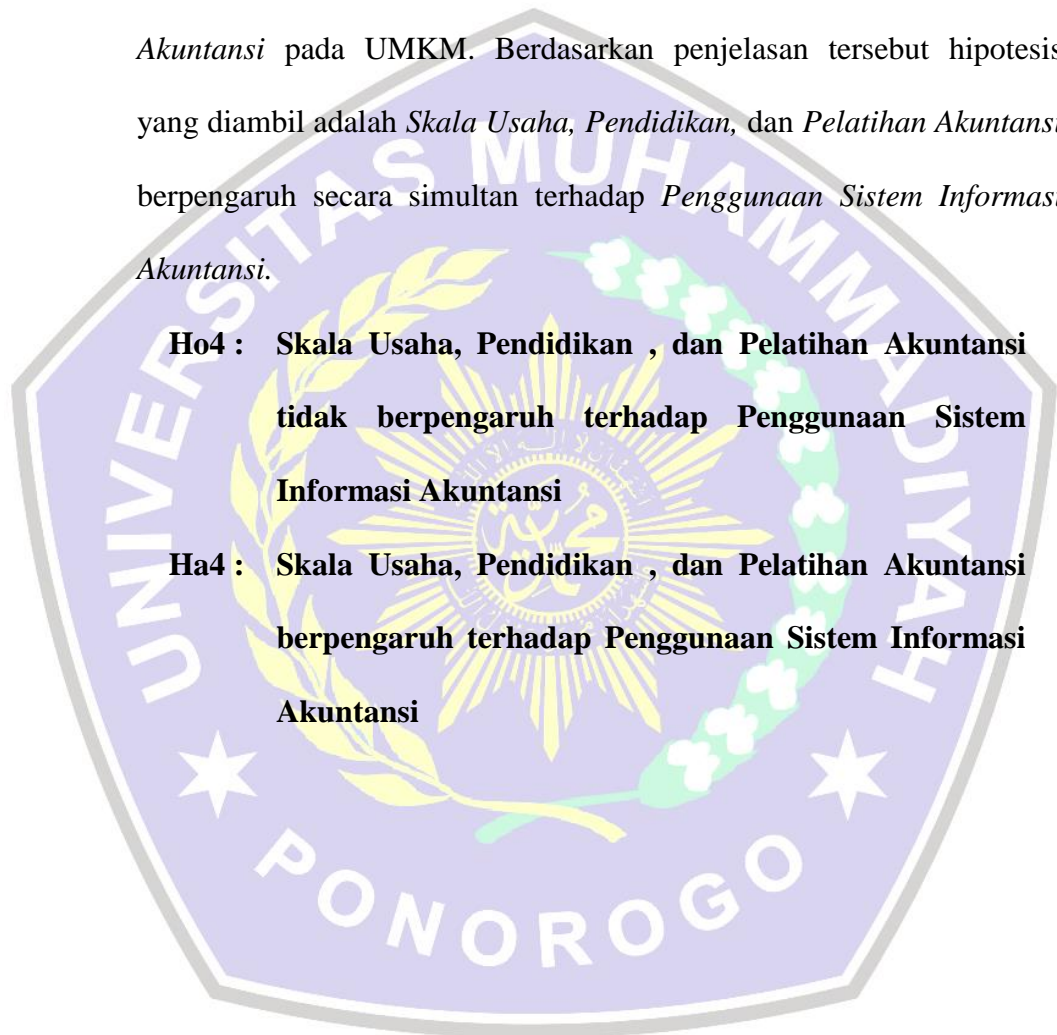 Akuntansi pada UMKM. Berdasarkan penjelasan tersebut hipotesis
yang diambil adalah Skala Usaha, Pendidikan, dan Pelatihan Akuntansi
berpengaruh secara simultan terhadap Penggunaan Sistem Informasi
Akuntansi.
Ho4 : Skala Usaha, Pendidikan , dan Pelatihan Akuntansi
tidak berpengaruh terhadap Penggunaan Sistem
Informasi Akuntansi
Ha4 : Skala Usaha, Pendidikan , dan Pelatihan Akuntansi
berpengaruh terhadap Penggunaan Sistem Informasi
Akuntansi
UNIVERSITAS MUHAMMADIYAH
PONOROGO